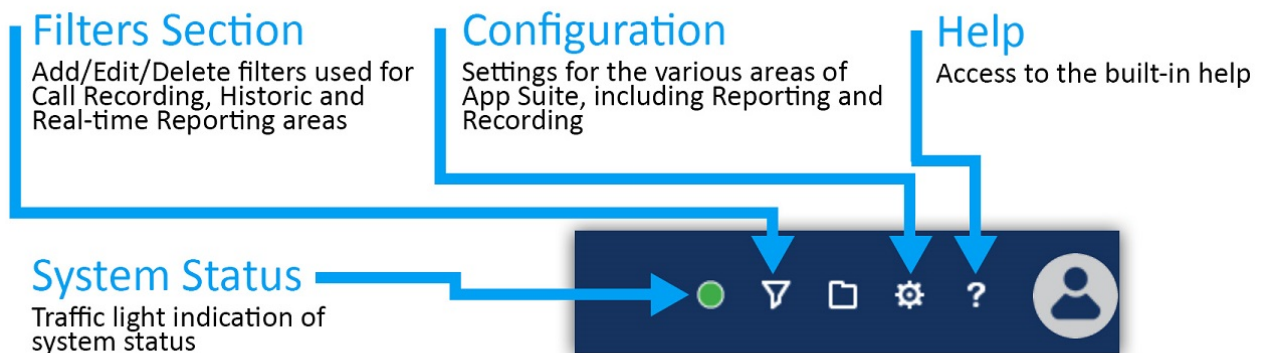 Filters Section
Add/Edit/Delete filters used for
Call Recording, Historic and
Real-time Reporting areas
Configuration
Settings for the various areas of
App Suite, including Reporting and
Recording
Help
Access to the built-in help
System Status
Traffic light indication of
system status
?